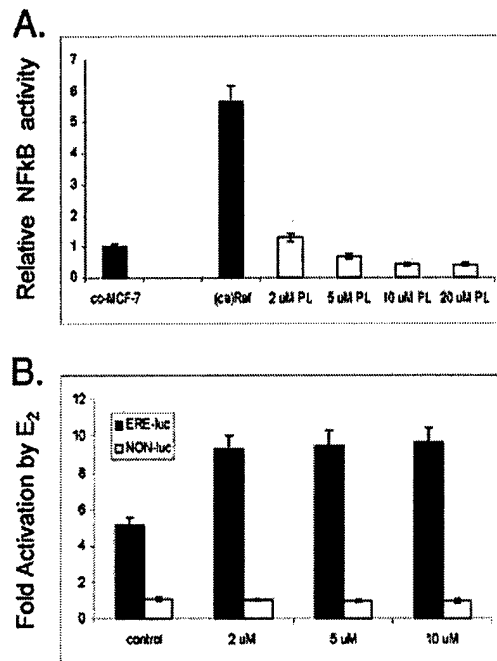 A.
Relative NFkB activity
7
6
5
4
3
2
1
0
co-MCF-7
(ca)Raf
2 uM PL
5 uM PL
10 uM PL
20 uM PL
B.
Fold Activation by E2
12
10
8
6
4
2
0
ERE-luc
NON-luc
control
2 uM
5 uM
10 uM